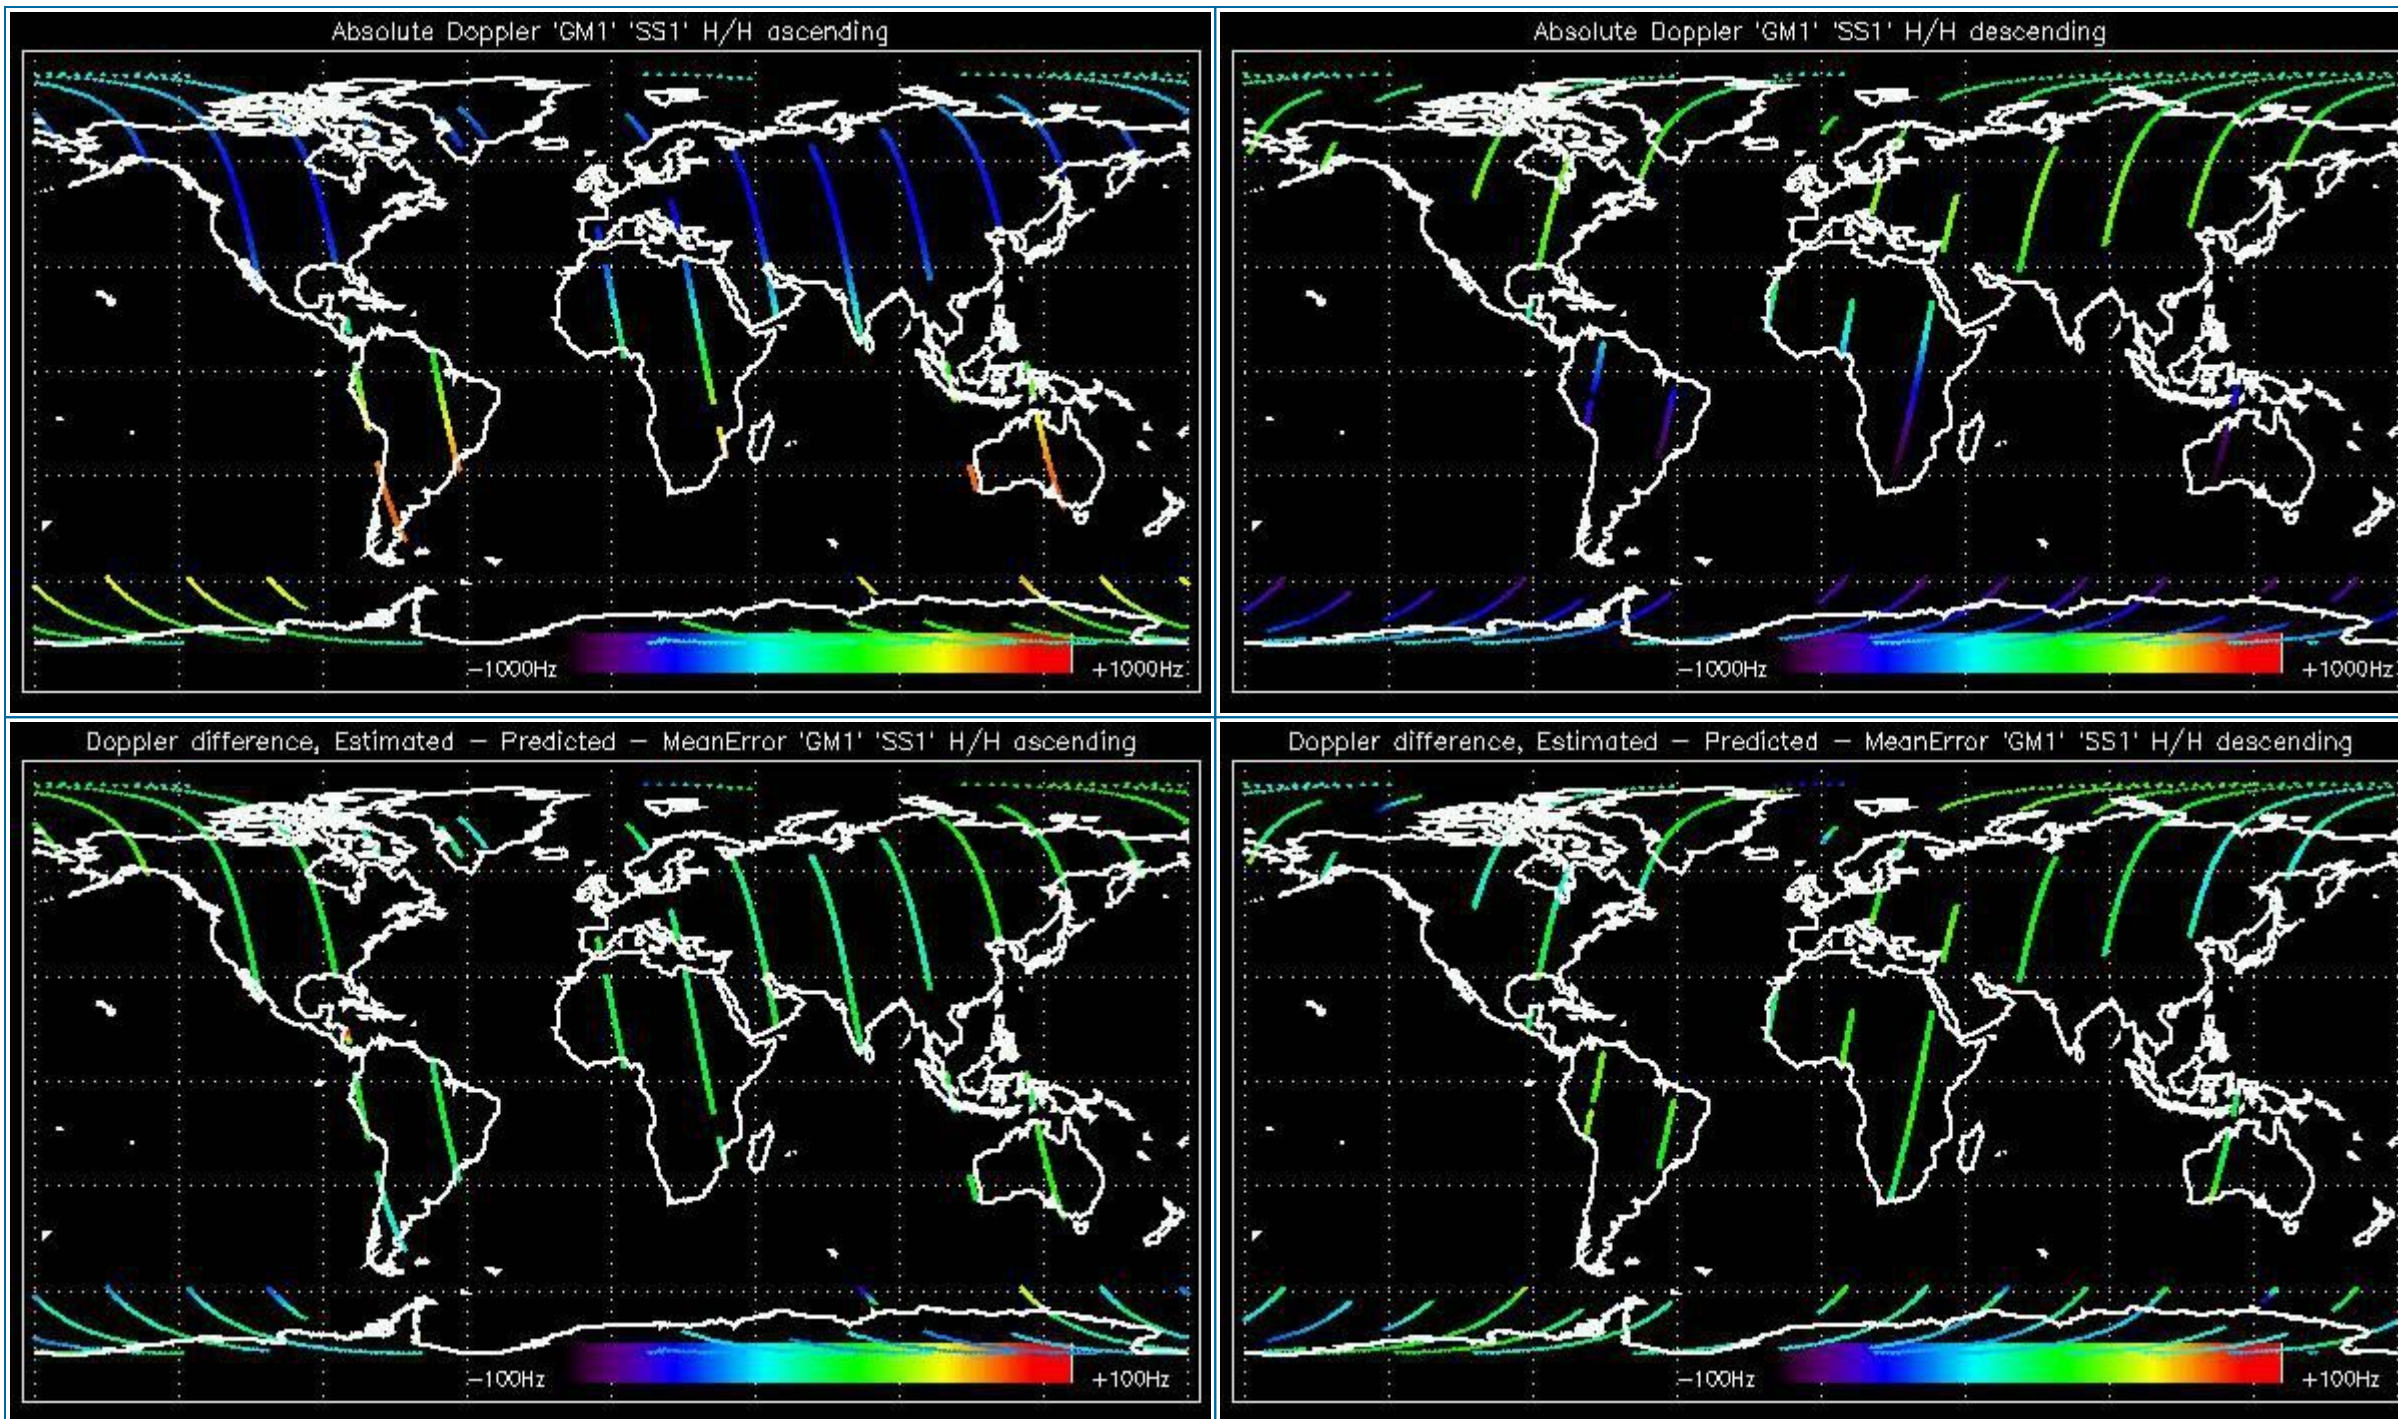 Absolute Doppler 'GM1' 'SS1' H/H ascending
-1000Hz
+1000Hz
Absolute Doppler 'GM1' 'SS1' H/H descending
-1000Hz
+1000Hz
Doppler difference, Estimated - Predicted - MeanError 'GM1' 'SS1' H/H ascending
-100Hz
+100Hz
Doppler difference, Estimated - Predicted - MeanError 'GM1' 'SS1' H/H descending
-100Hz
+100Hz